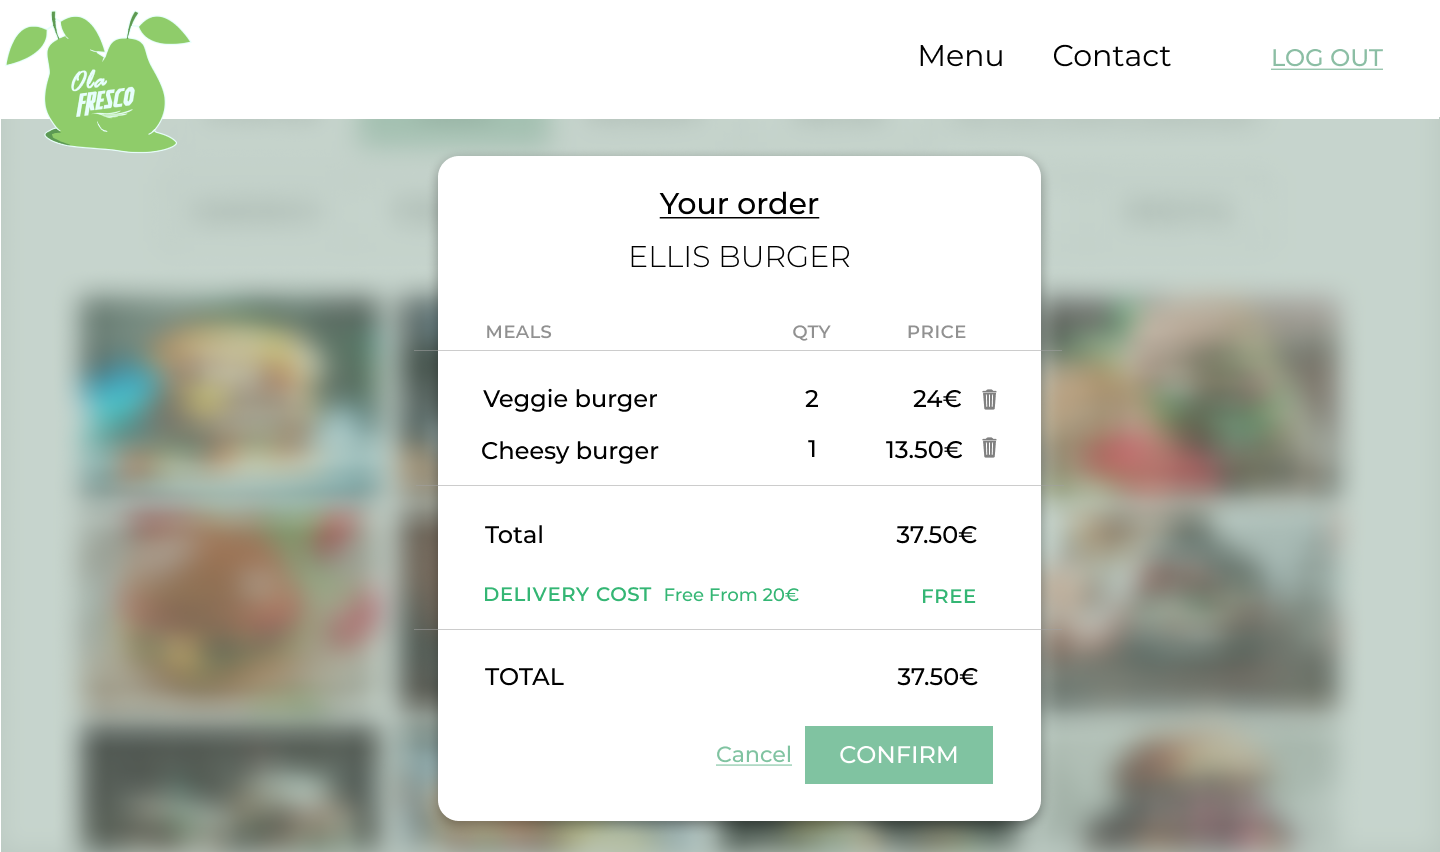 Ola
FRESCO
Menu Contact LOG OUT
Your order
ELLIS BURGER
MEALS QTY PRICE
Veggie burger 2 24€
Cheesy burger 1 13.50€
Total 37.50€
DELIVERY COST Free From 20€ FREE
TOTAL 37.50€
Cancel CONFIRM